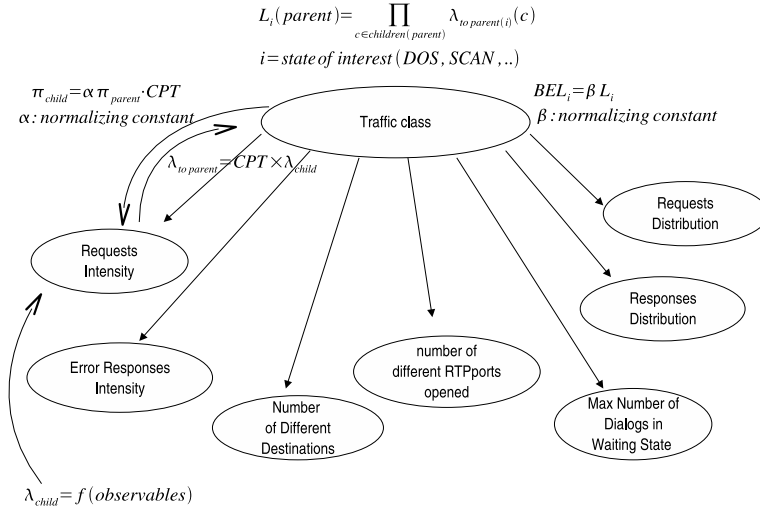 L_i(parent)= ∏_{c∈children(parent)} λ_{to parent(i)}(c)
i=state of interest(DOS, SCAN,..)
π_child=α π_parent·CPT
α: normalizing constant
BEL_i=β L_i
β: normalizing constant
Traffic class
λ_{to parent}=CPT×λ_child
Requests
Distribution
Requests
Intensity
Responses
Distribution
Error Responses
Intensity
number of
different RTPports
opened
Number
of Different
Destinations
Max Number of
Dialogs in
Waiting State
λ_child=f(observables)